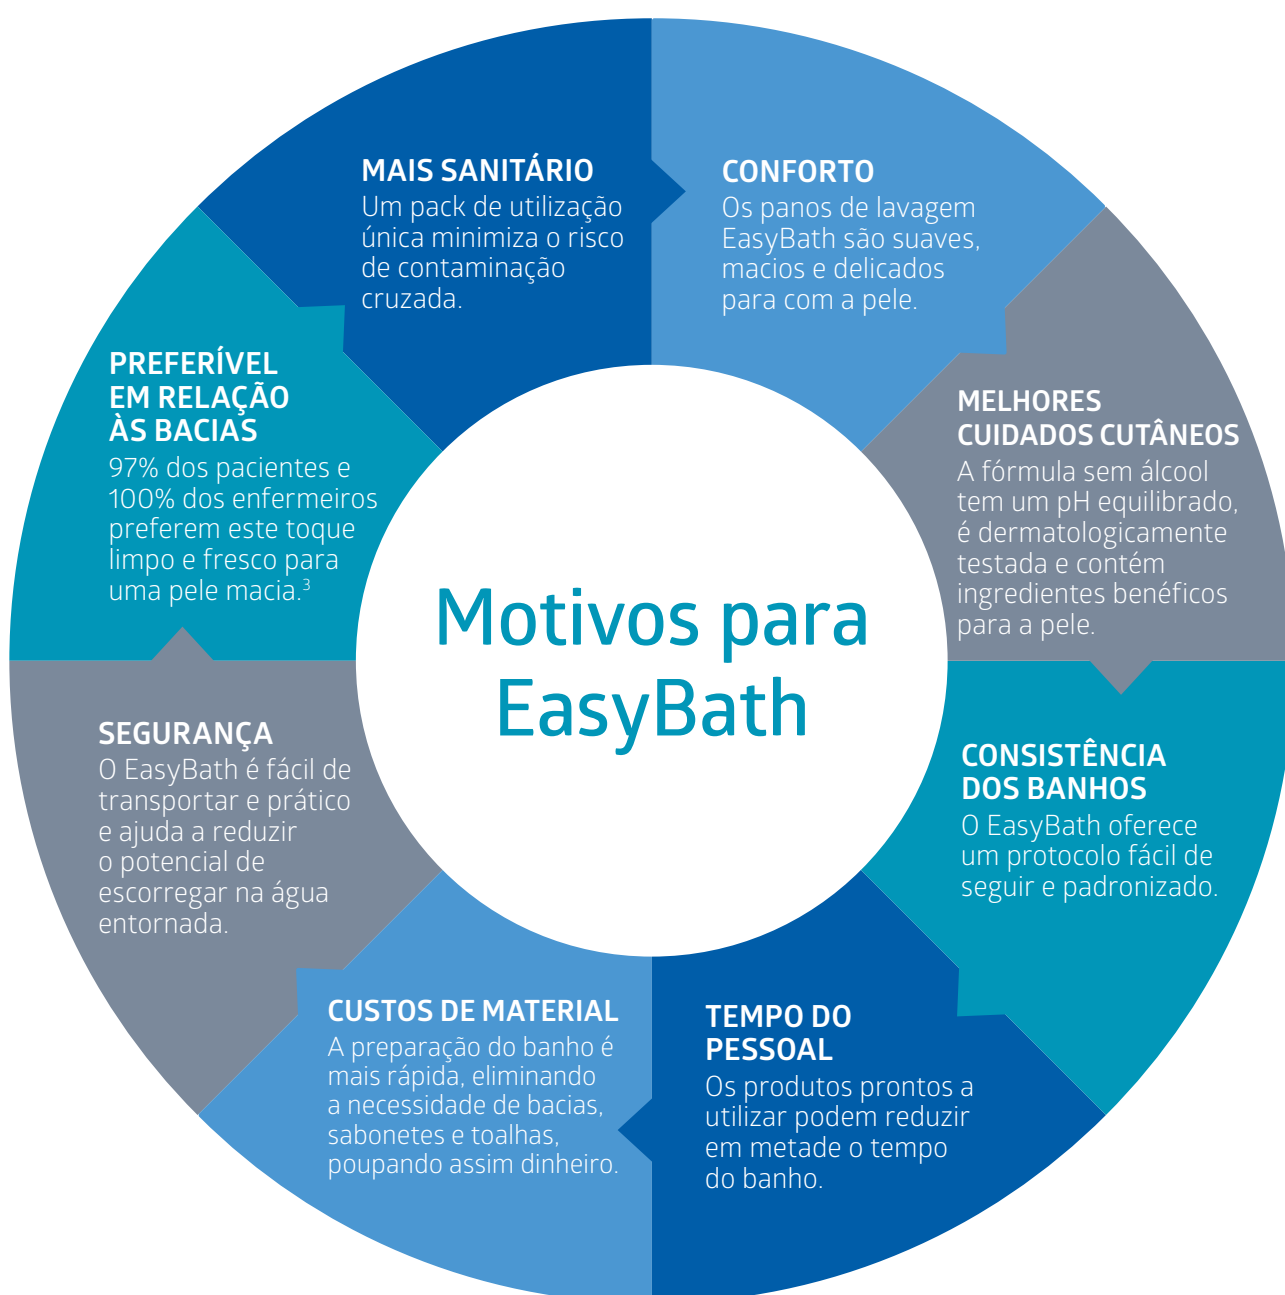 MAIS SANITÁRIO
Um pack de utilização
única minimiza o risco
de contaminação
cruzada.
CONFORTO
Os panos de lavagem
EasyBath são suaves,
macios e delicados
para com a pele.
MELHORES
CUIDADOS CUTÂNEOS
A fórmula sem álcool
tem um pH equilibrado,
é dermatologicamente
testada e contém
ingredientes benéficos
para a pele.
CONSISTÊNCIA
DOS BANHOS
O EasyBath oferece
um protocolo fácil de
seguir e padronizado.
TEMPO DO
PESSOAL
Os produtos prontos a
utilizar podem reduzir
em metade o tempo
do banho.
CUSTOS DE MATERIAL
A preparação do banho é
mais rápida, eliminando
a necessidade de bacias,
sabonetes e toalhas,
poupando assim dinheiro.
SEGURANÇA
O EasyBath é fácil de
transportar e prático
e ajuda a reduzir
o potencial de
escorregar na água
entornada.
PREFERÍVEL
EM RELAÇÃO
ÀS BACIAS
97% dos pacientes e
100% dos enfermeiros
preferem este toque
limpo e fresco para
uma pele macia.³
Motivos para
EasyBath